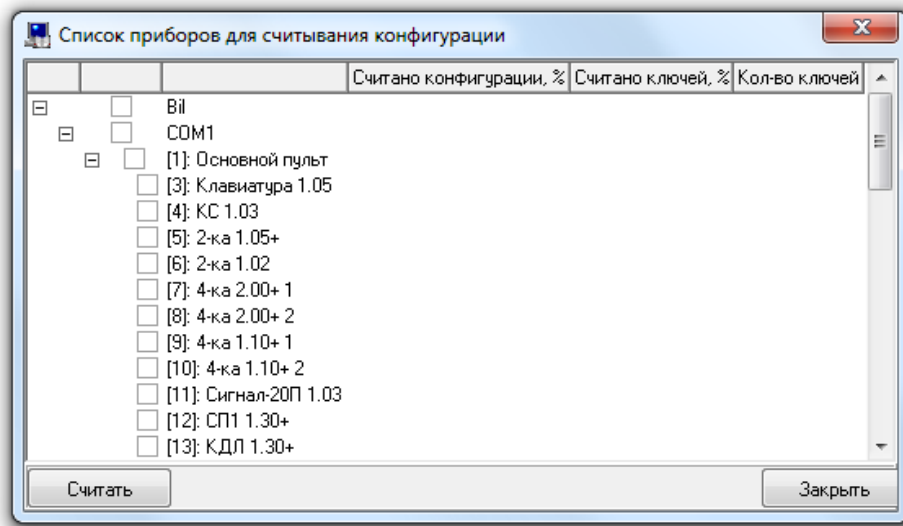 Список приборов для считывания конфигурации
Считано конфигурации, % Считано ключей, % Кол-во ключей
Bil
COM1
[1]: Основной пульт
[3]: Клавиатура 1.05
[4]: КС 1.03
[5]: 2-ка 1.05+
[6]: 2-ка 1.02
[7]: 4-ка 2.00+ 1
[8]: 4-ка 2.00+ 2
[9]: 4-ка 1.10+ 1
[10]: 4-ка 1.10+ 2
[11]: Сигнал-20П 1.03
[12]: СП1 1.30+
[13]: КДЛ 1.30+
Считать Закрыть